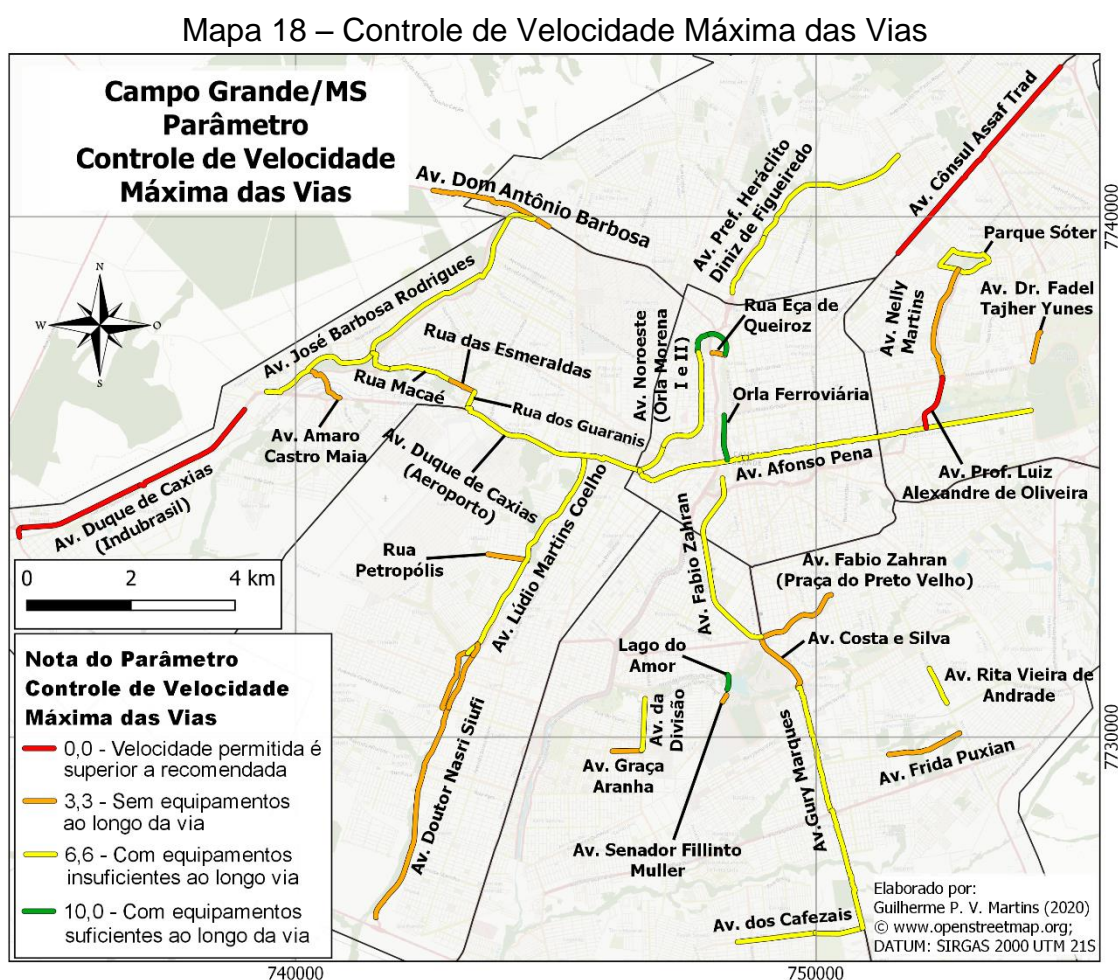 Mapa 18 – Controle de Velocidade Máxima das Vias
Campo Grande/MS
Parâmetro
Controle de Velocidade
Máxima das Vias
N
W
O
S
Av. Dom Antônio Barbosa
Av. Pref. Heráclito
Diniz de Figueiredo
Av. Cônsul Assaf Trad
7740000
Parque Sóter
Av. Dr. Fadel
Tajher Yunes
Av. Nelly
Martins
Av. José Barbosa Rodrigues
Rua das Esmeraldas
Av. Noroeste
(Orla Morena
I e II)
Rua Eça de
Queiroz
Rua Macaé
Rua dos Guaranis
Orla Ferroviária
Av. Amaro
Castro Maia
Av. Duque de Caxias
(Aeroporto)
Av. Afonso Pena
Av. Prof. Luiz
Alexandre de Oliveira
Av. Duque de Caxias
(Indubrasil)
Rua
Petropólis
Av. Lúdio Martins Coelho
Av. Fabio Zahran
Av. Fabio Zahran
(Praça do Preto Velho)
0 2 4 km
Av. Costa e Silva
Lago do
Amor
Av. da
Divisão
Av. Rita Vieira de
Andrade
7730000
Av. Graça
Aranha
Av. Frida Puxian
Av. Doutor Nasri Siufi
Av.Gury Marques
Av. Senador Fillinto
Muller
Av. dos Cafezais
Nota do Parâmetro
Controle de Velocidade
Máxima das Vias
0,0 - Velocidade permitida é
superior a recomendada
3,3 - Sem equipamentos
ao longo da via
6,6 - Com equipamentos
insuficientes ao longo via
10,0 - Com equipamentos
suficientes ao longo da via
Elaborado por:
Guilherme P. V. Martins (2020)
© www.openstreetmap.org;
DATUM: SIRGAS 2000 UTM 21S
740000
750000